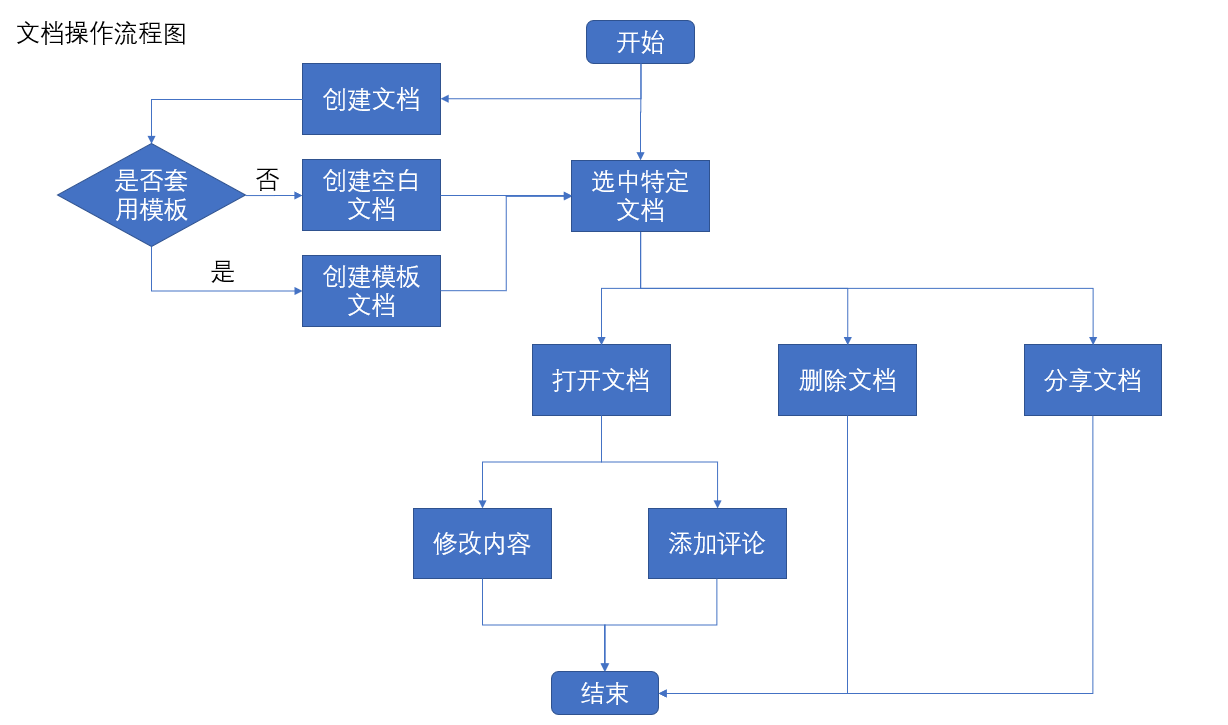 文档操作流程图
开始
创建文档
是否套
用模板
否
创建空白
文档
选中特定
文档
是
创建模板
文档
打开文档
删除文档
分享文档
修改内容
添加评论
结束